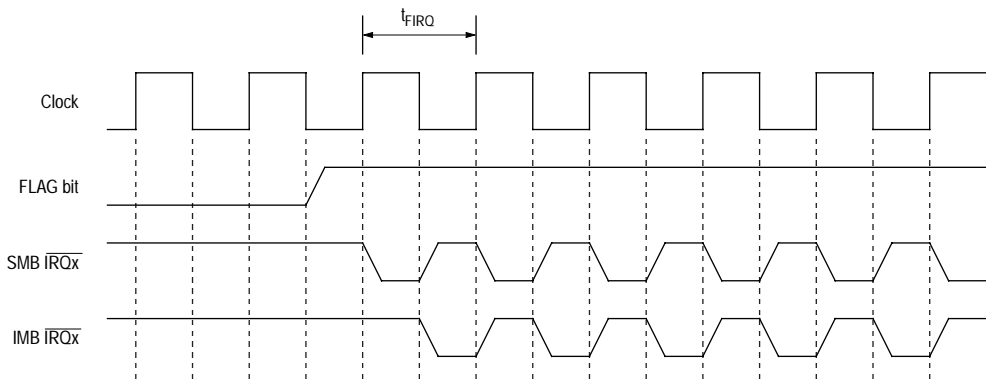 tFIRQ
Clock
FLAG bit
SMB IRQx
IMB IRQx